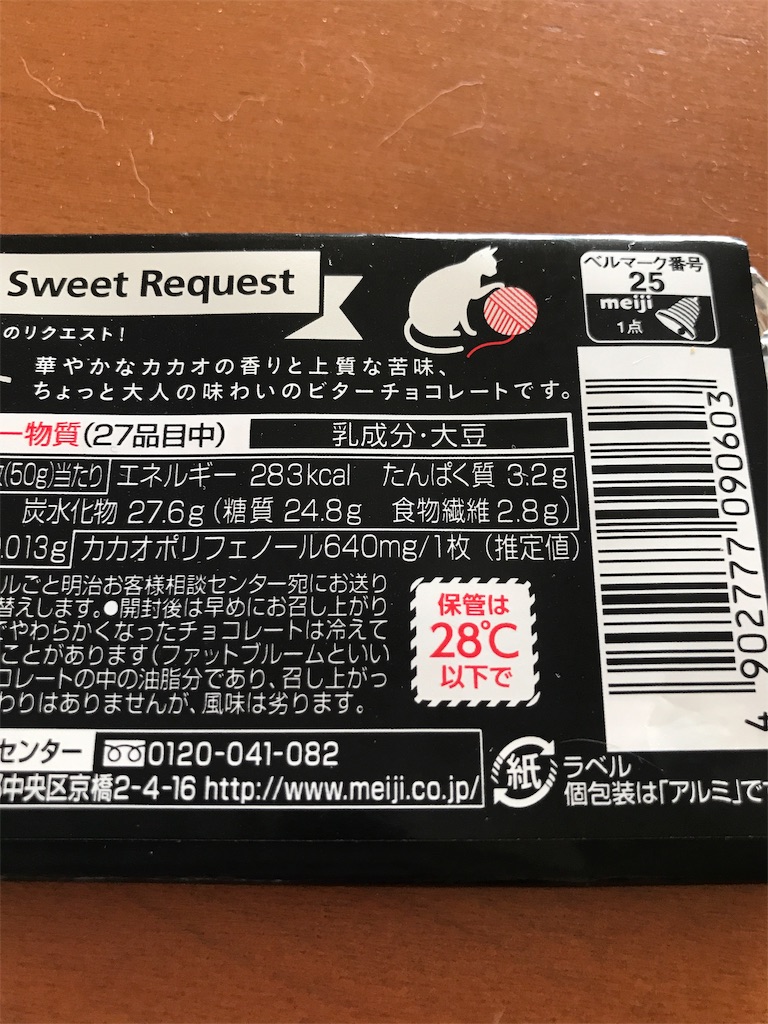 Sweet Request
ベルマーク番号
25
meiji
1点
のリクエスト!
華やかなカカオの香りと上質な苦味、
ちょっと大人の味わいのビターチョコレートです。
ー物質(27品目中) 乳成分・大豆
(50g)当たり エネルギー 283kcal たんぱく質 3.2g
炭水化物 27.6g(糖質 24.8g 食物繊維 2.8g)
.013g カカオポリフェノール640mg/1枚(推定値)
ルごと明治お客様相談センター宛にお送り
替えします。●開封後は早めにお召し上がり
でやわらかくなったチョコレートは冷えて
ことがあります(ファットブルームといい
コレートの中の油脂分であり、召し上がっ
わりはありませんが、風味は劣ります。
保管は
28℃
以下で
4 902777 090603
センター 0120-041-082
中央区京橋2-4-16 http://www.meiji.co.jp/
紙 ラベル
個包装は「アルミ」で